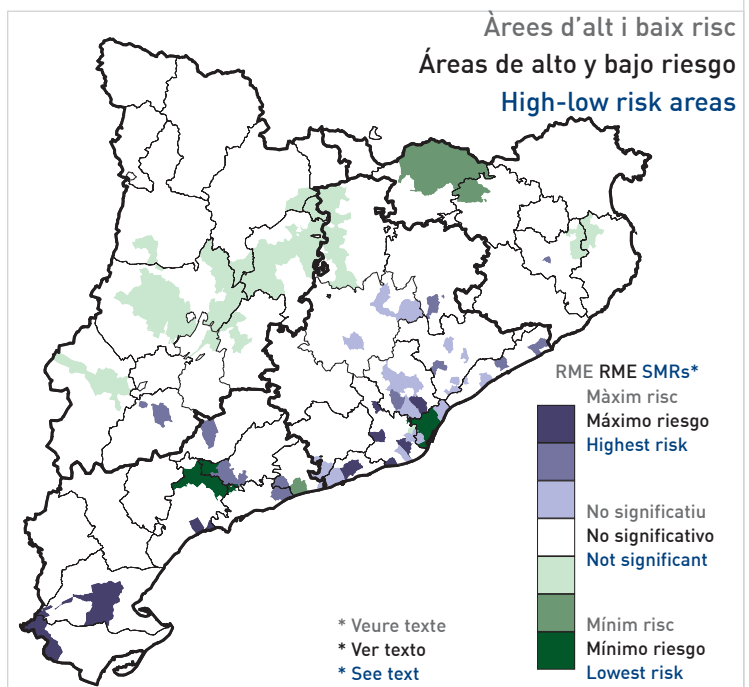 Àrees d'alt i baix risc
Áreas de alto y bajo riesgo
High-low risk areas
RME RME SMRs*
Màxim risc
Máximo riesgo
Highest risk
No significatiu
No significativo
Not significant
Mínim risc
Mínimo riesgo
Lowest risk
* Veure texte
* Ver texto
* See text